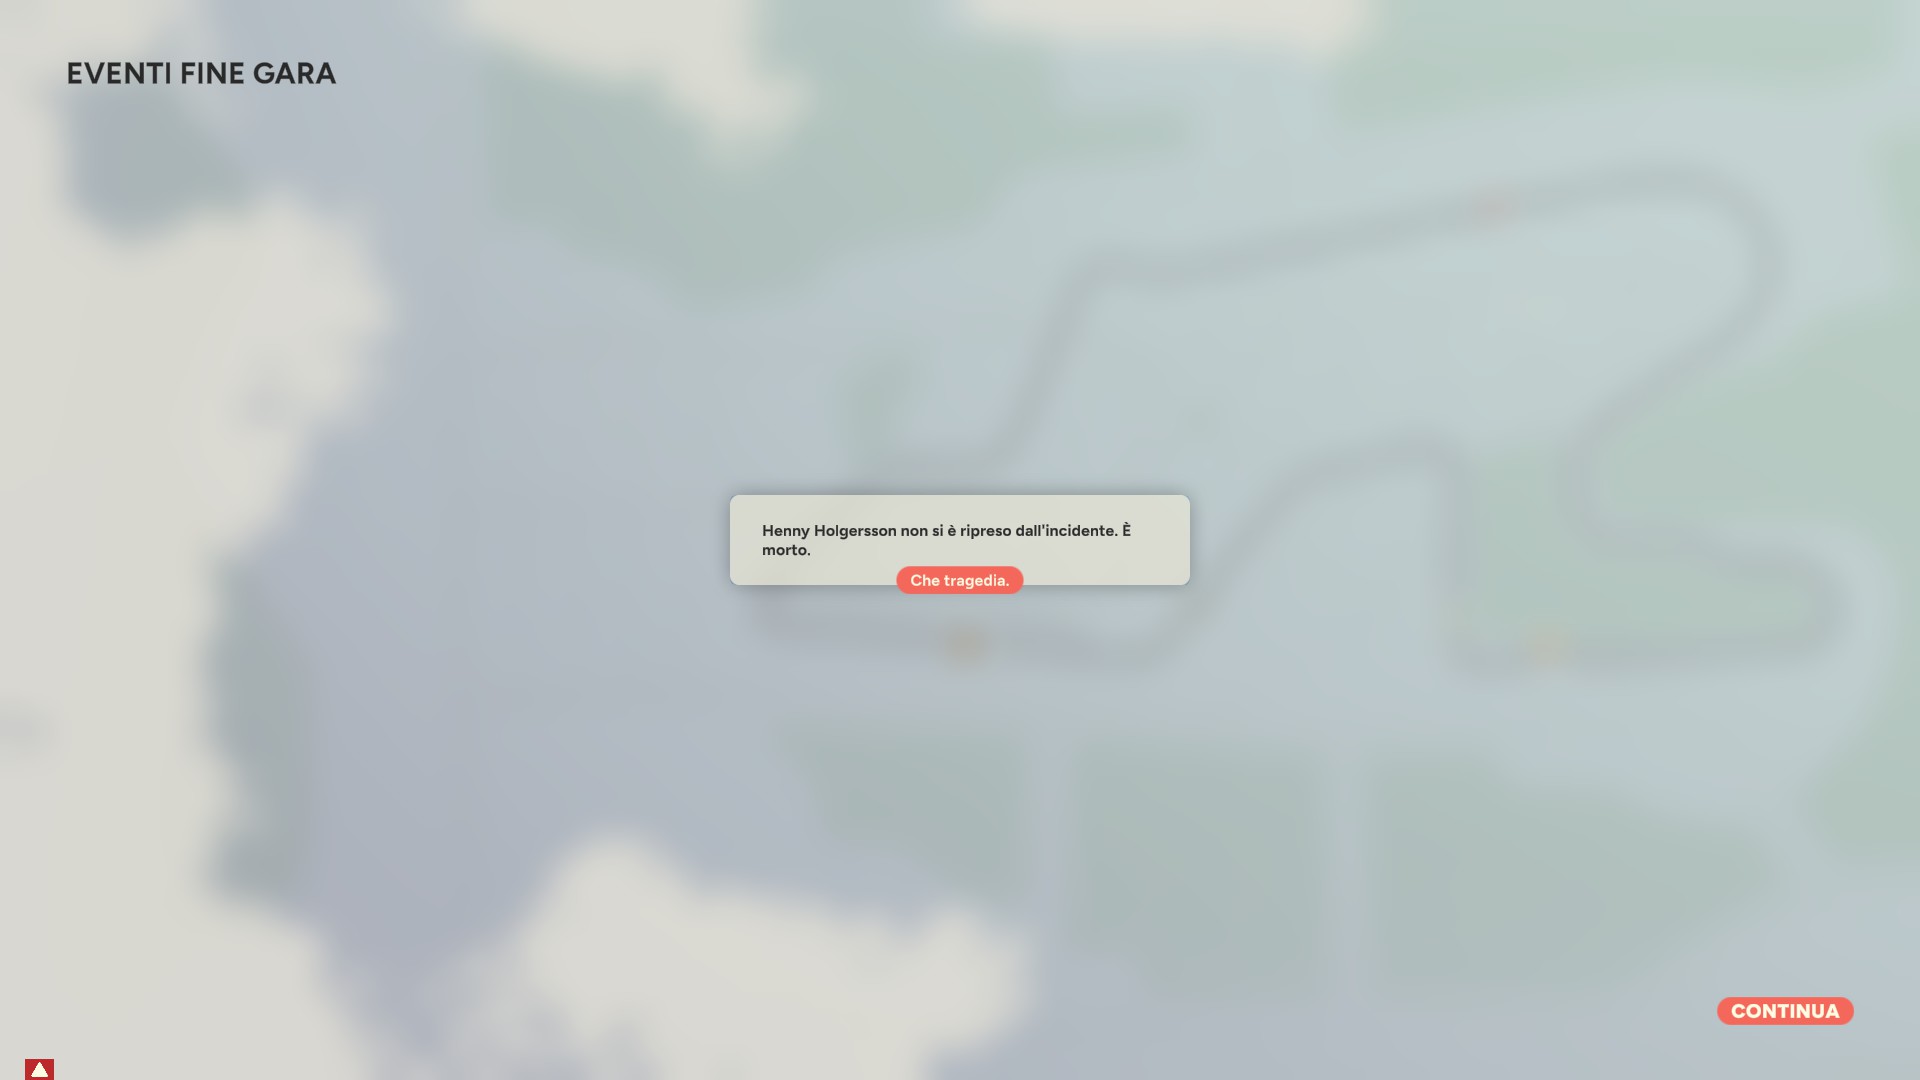 EVENTI FINE GARA
Henny Holgersson non si è ripreso dall'incidente. È
morto.
Che tragedia.
CONTINUA